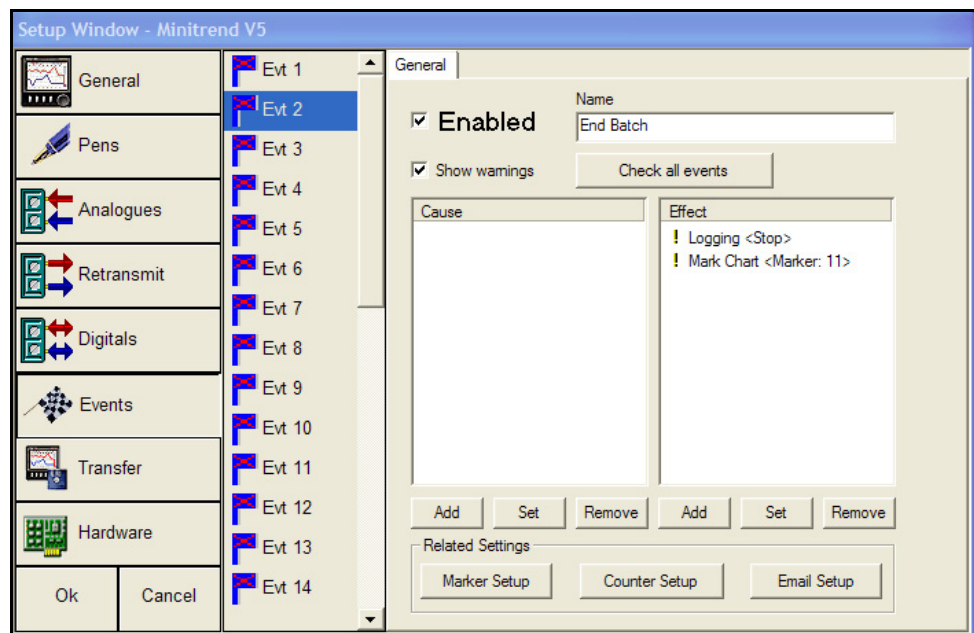 Setup Window - Minitrend V5
General
Pens
Analogues
Retransmit
Digitals
Events
Transfer
Hardware
Ok Cancel
Evt 1
Evt 2
Evt 3
Evt 4
Evt 5
Evt 6
Evt 7
Evt 8
Evt 9
Evt 10
Evt 11
Evt 12
Evt 13
Evt 14
General
Name
Enabled
End Batch
Show warnings Check all events
Cause
Effect
! Logging <Stop>
! Mark Chart <Marker: 11>
Add Set Remove Add Set Remove
Related Settings
Marker Setup Counter Setup Email Setup